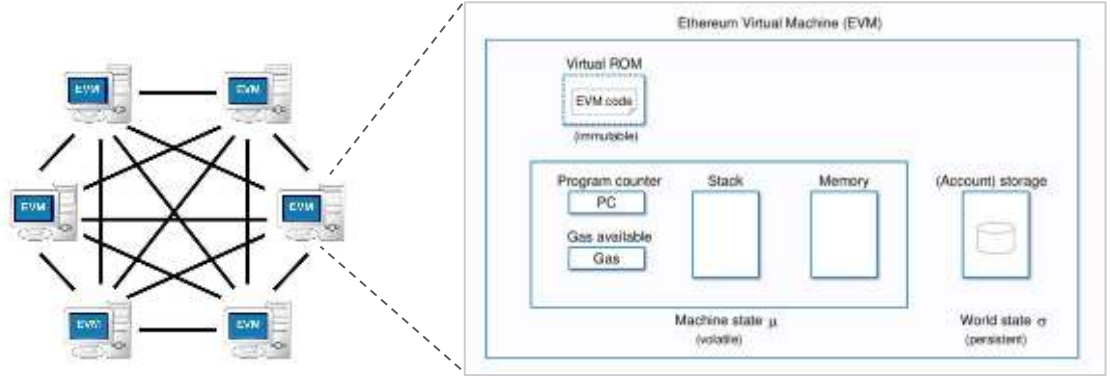 EVM
EVM
EVM
EVM
EVM
EVM
Ethereum Virtual Machine (EVM)
Virtual ROM
EVM code
(immutable)
Program counter
PC
Gas available
Gas
Stack
Memory
(Account) storage
Machine state μ
(volatile)
World state σ
(persistent)